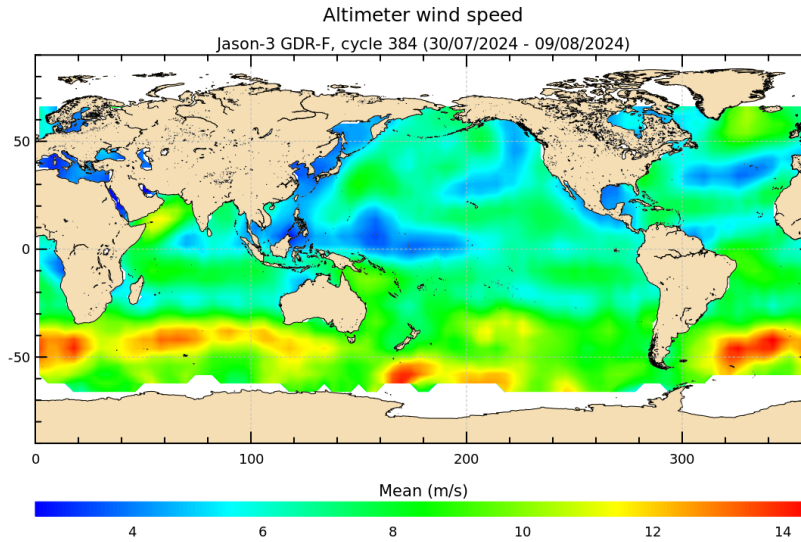 Altimeter wind speed
Jason-3 GDR-F, cycle 384 (30/07/2024 - 09/08/2024)
50
0
-50
0 100 200 300
Mean (m/s)
4 6 8 10 12 14